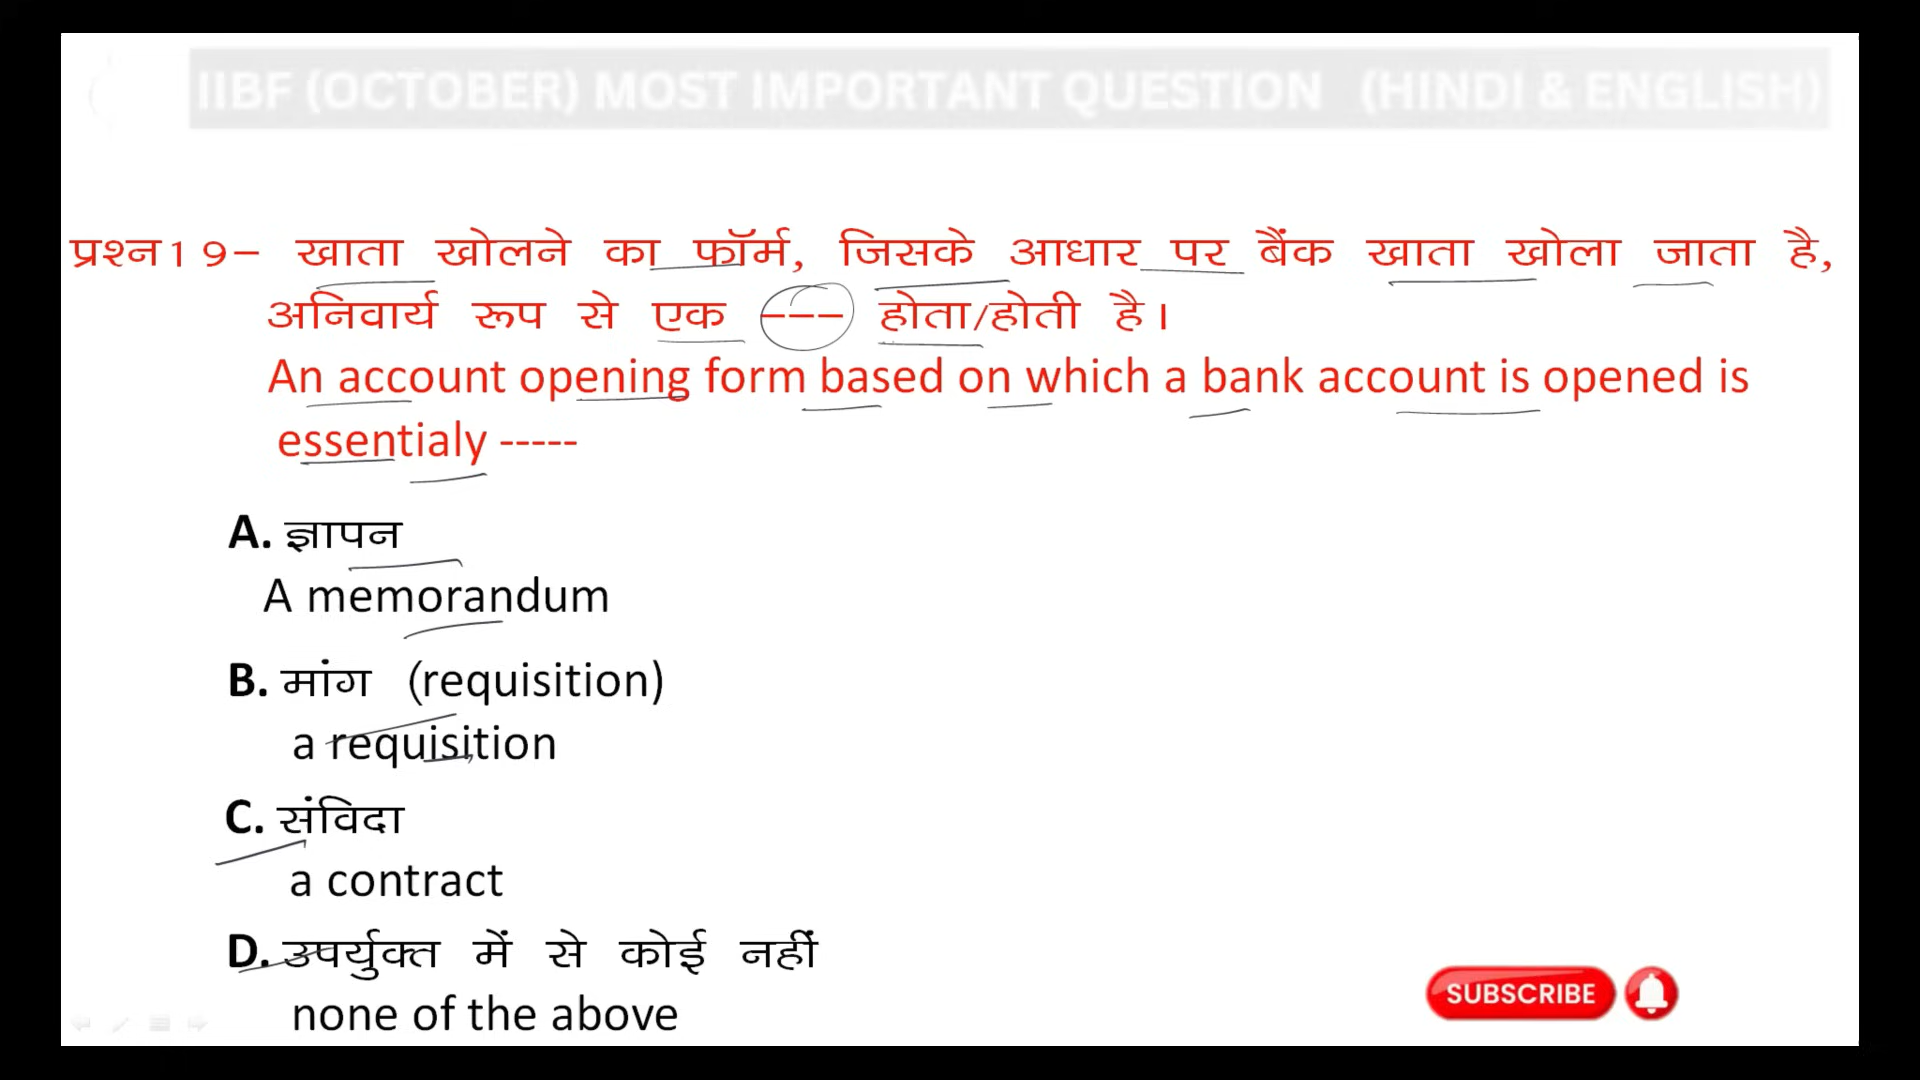 IIBF (OCTOBER) MOST IMPORTANT QUESTION (HINDI & ENGLISH)
प्रश्न19– खाता खोलने का फॉर्म, जिसके आधार पर बैंक खाता खोला जाता है,
अनिवार्य रूप से एक ––– होता/होती है।
An account opening form based on which a bank account is opened is
essentialy -----
A. ज्ञापन
A memorandum
B. मांग (requisition)
a requisition
C. संविदा
a contract
D. उपर्युक्त में से कोई नहीं
none of the above
SUBSCRIBE